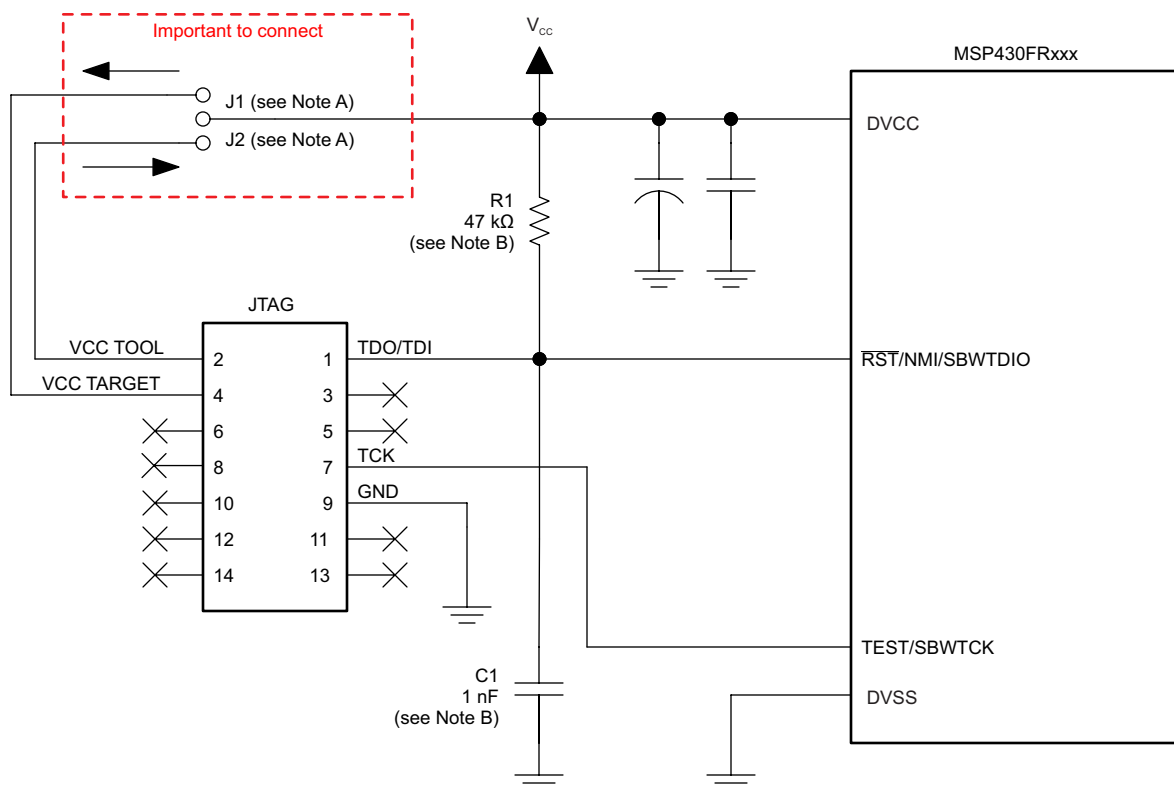 Important to connect
J1 (see Note A)
J2 (see Note A)
VCC
MSP430FRxxx
DVCC
R1
47 kΩ
(see Note B)
JTAG
VCC TOOL
2
1
TDO/TDI
RST/NMI/SBWTDIO
VCC TARGET
4
3
6
5
8
7
TCK
10
9
GND
12
11
14
13
TEST/SBWTCK
C1
1 nF
(see Note B)
DVSS